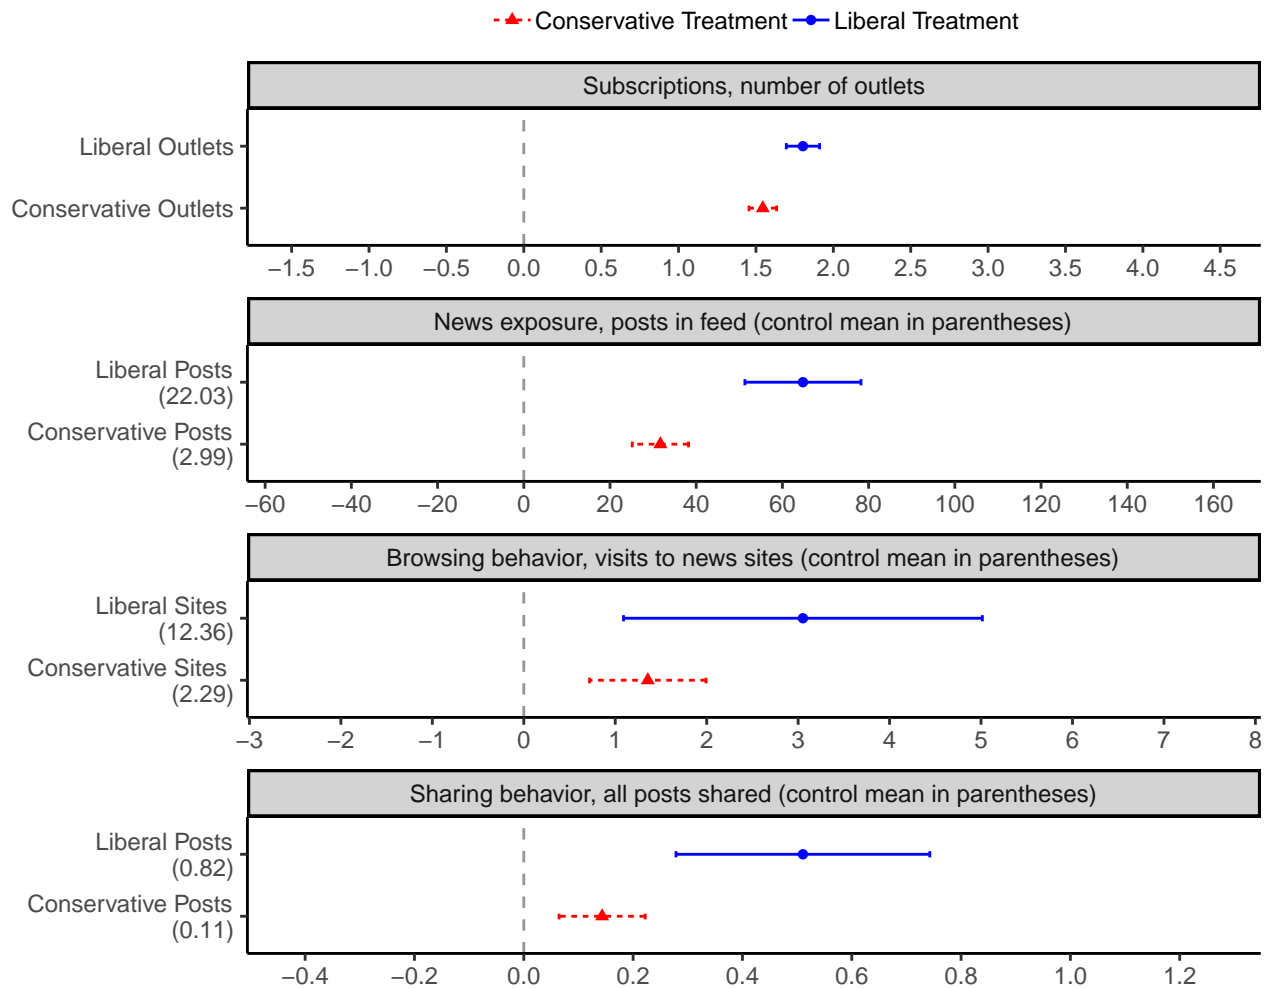 Conservative Treatment Liberal Treatment
Subscriptions, number of outlets
Liberal Outlets
Conservative Outlets
−1.5 −1.0 −0.5 0.0 0.5 1.0 1.5 2.0 2.5 3.0 3.5 4.0 4.5
News exposure, posts in feed (control mean in parentheses)
Liberal Posts
(22.03)
Conservative Posts
(2.99)
−60 −40 −20 0 20 40 60 80 100 120 140 160
Browsing behavior, visits to news sites (control mean in parentheses)
Liberal Sites
(12.36)
Conservative Sites
(2.29)
−3 −2 −1 0 1 2 3 4 5 6 7 8
Sharing behavior, all posts shared (control mean in parentheses)
Liberal Posts
(0.82)
Conservative Posts
(0.11)
−0.4 −0.2 0.0 0.2 0.4 0.6 0.8 1.0 1.2